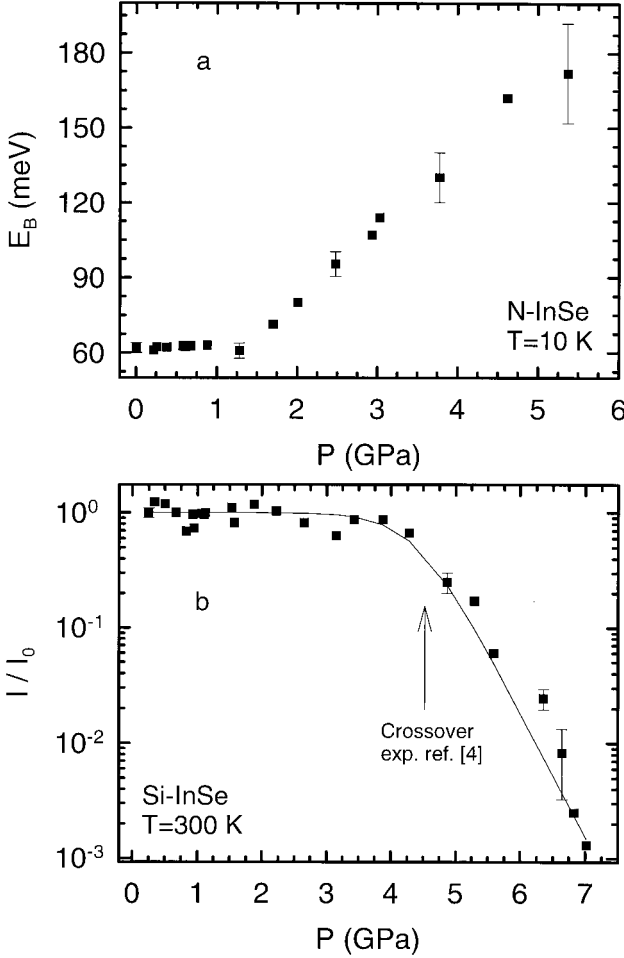 180
150
120
90
60
E_B (meV)
a
N-InSe
T=10 K
0 1 2 3 4 5 6
P (GPa)
10^0
10^-1
10^-2
10^-3
I / I_0
b
Crossover
exp. ref. [4]
Si-InSe
T=300 K
0 1 2 3 4 5 6 7
P (GPa)